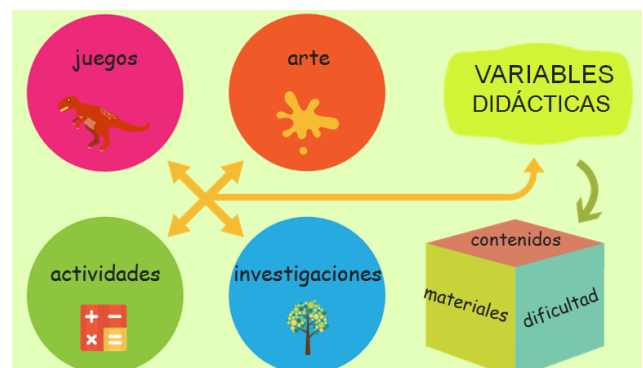 juegos
arte
VARIABLES
DIDÁCTICAS
actividades
investigaciones
contenidos
materiales
dificultad